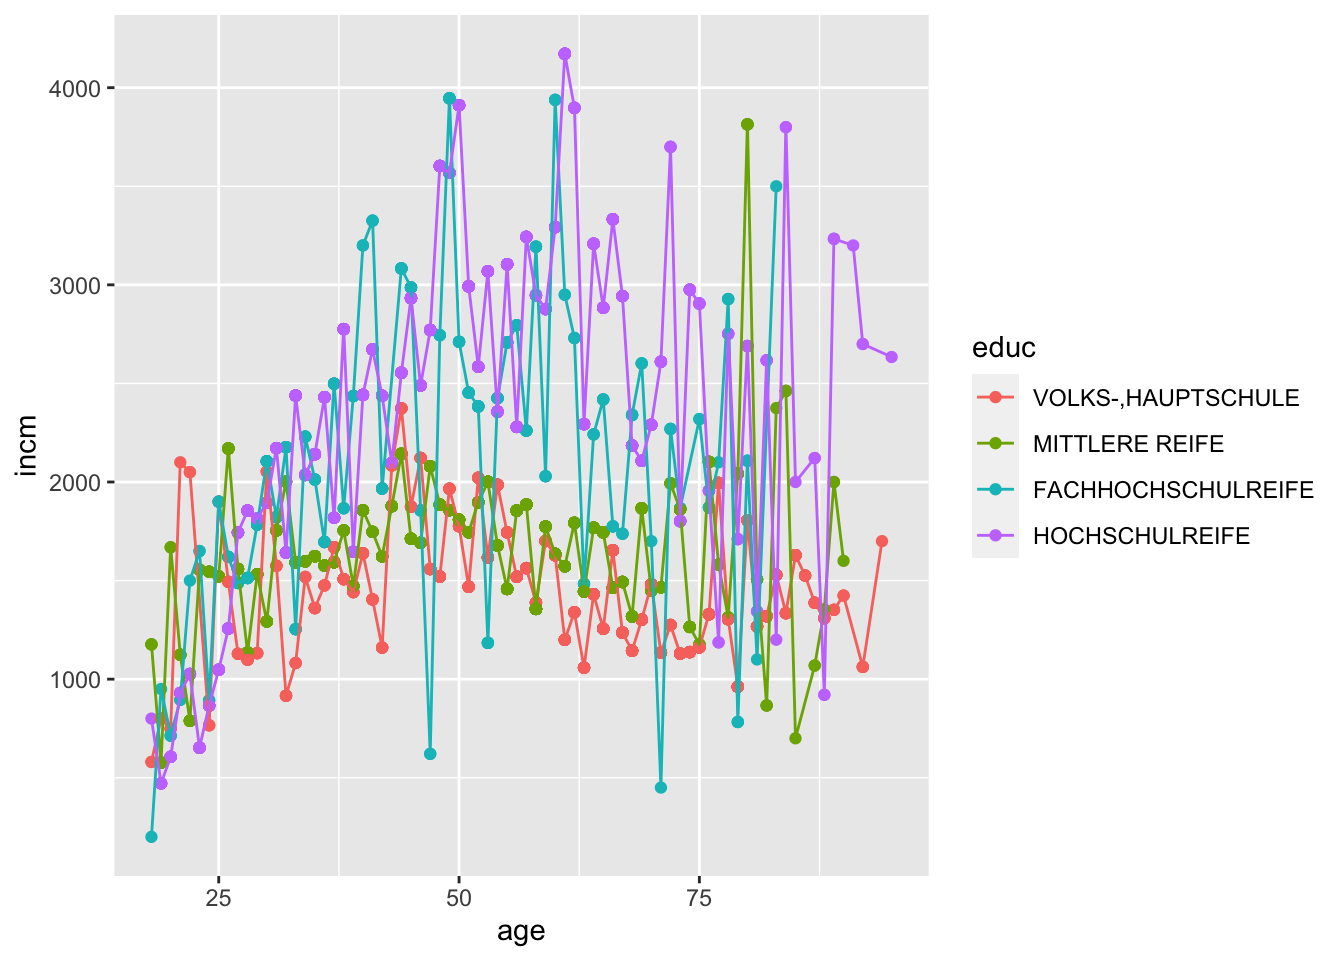 4000
3000
2000
1000
incm
25 50 75
age
educ
VOLKS-,HAUPTSCHULE
MITTLERE REIFE
FACHHOCHSCHULREIFE
HOCHSCHULREIFE